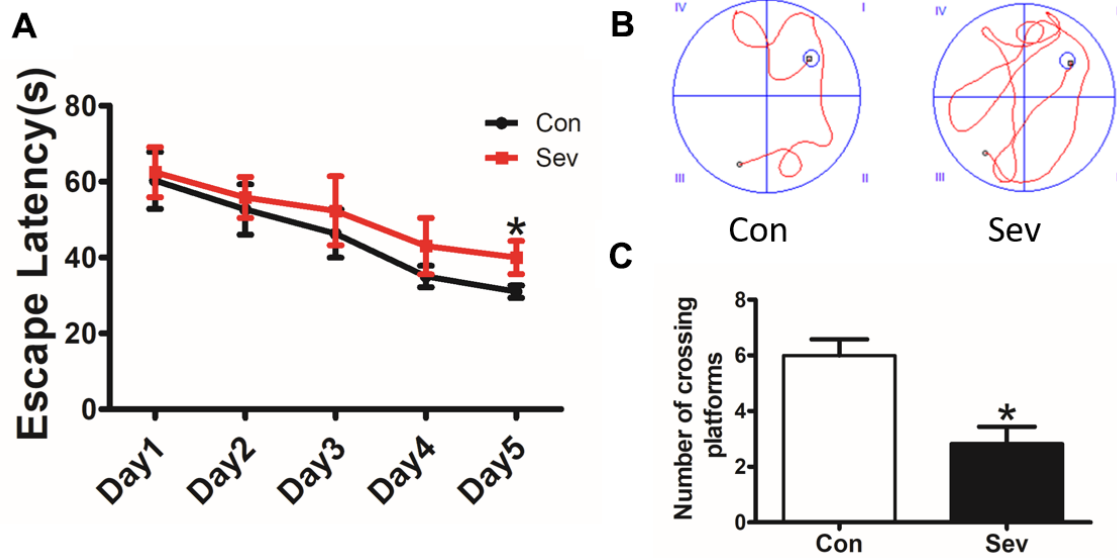 A
Escape Latency(s)
80
60
40
20
0
Con
Sev
*
Day1
Day2
Day3
Day4
Day5
B
IV
I
III
II
Con
IV
III
Sev
C
Number of crossing
platforms
8
6
4
2
0
*
Con
Sev